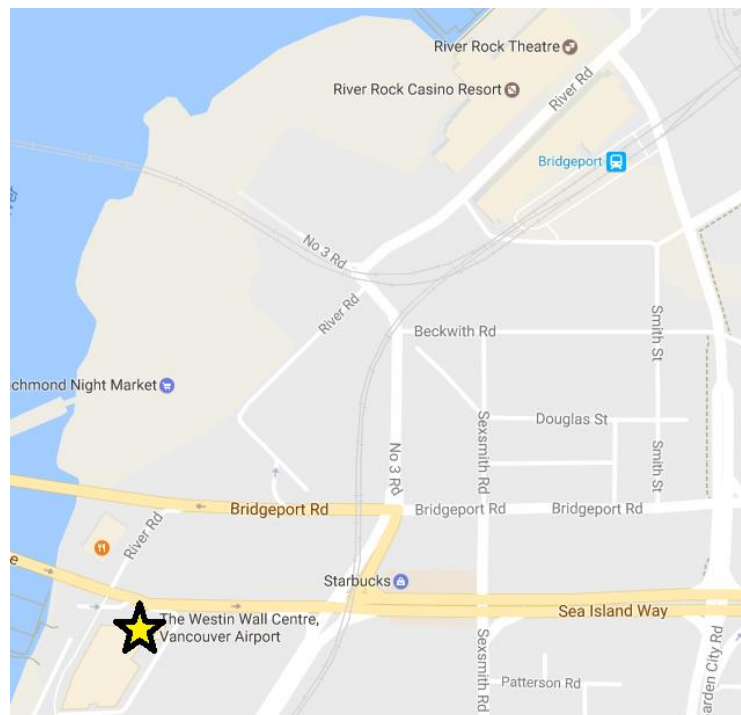 River Rock Theatre
River Rock Casino Resort
River Rd
Bridgeport
No 3 Rd
River Rd
Beckwith Rd
Smith St
chmond Night Market
Douglas St
Sexsmith Rd
No 3 Rd
Smith St
Bridgeport Rd
Bridgeport Rd
Bridgeport Rd
River Rd
Starbucks
The Westin Wall Centre,
Vancouver Airport
Sea Island Way
Sexsmith Rd
Patterson Rd
arden City Rd